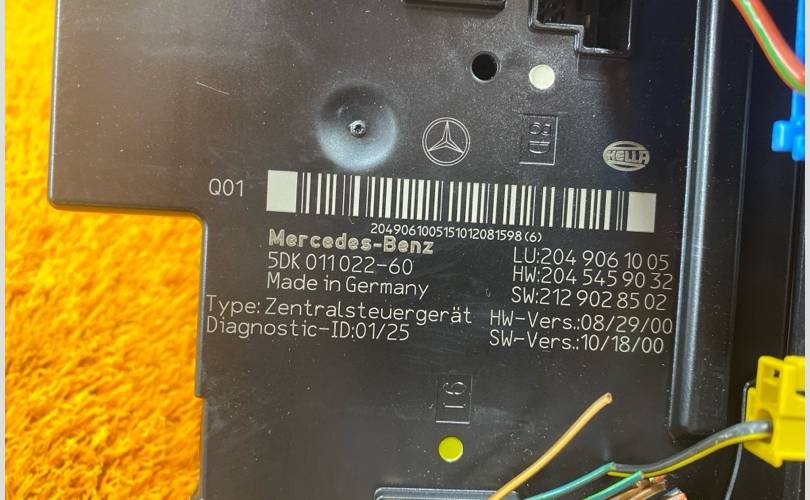 HELLA
Q01
2049061005151012081598(6)
Mercedes-Benz
5DK 011 022-60
Made in Germany
Type: Zentralsteuergerät
Diagnostic-ID:01/25
LU:204 906 10 05
HW:204 545 90 32
SW:212 902 85 02
HW-Vers.:08/29/00
SW-Vers.:10/18/00